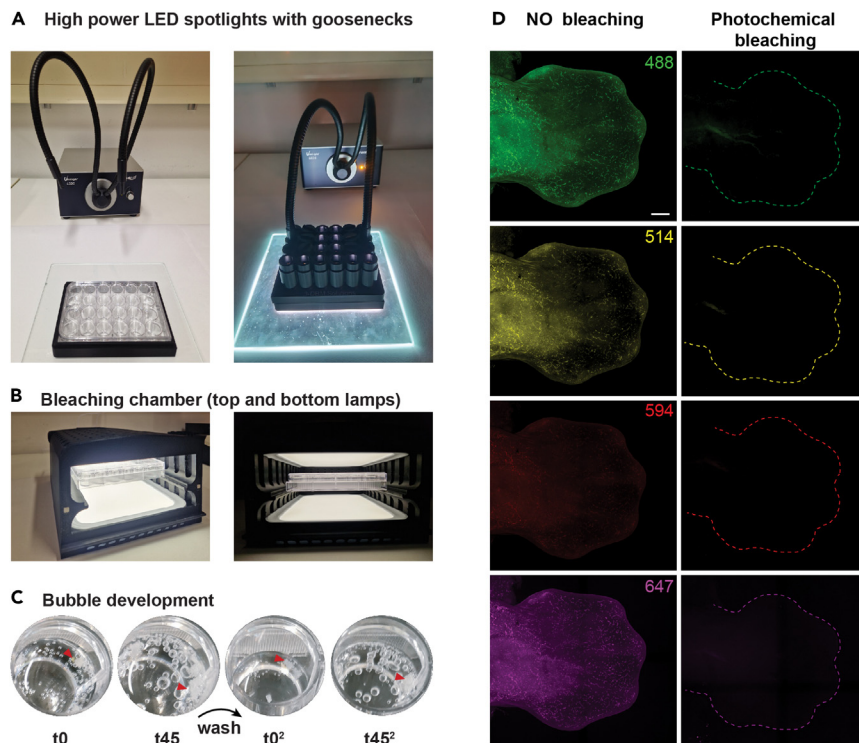 A High power LED spotlights with goosenecks
B Bleaching chamber (top and bottom lamps)
C Bubble development
t0 t45 wash t0² t45²
D NO bleaching Photochemical bleaching
488
514
594
647